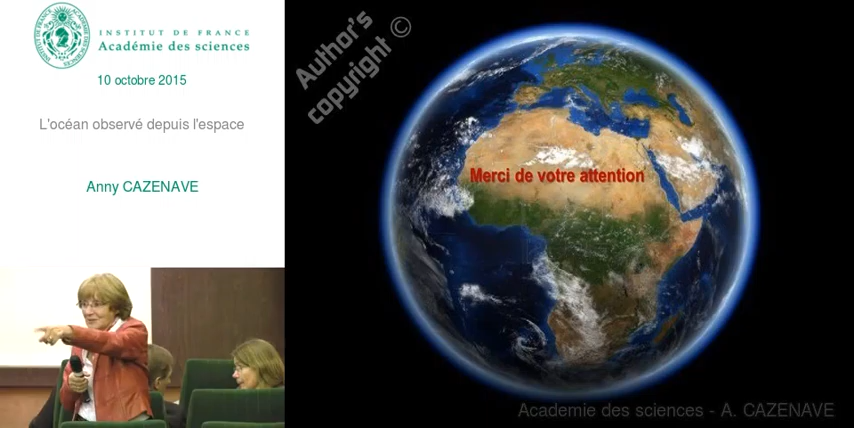 INSTITUT DE FRANCE
Académie des sciences
10 octobre 2015
L'océan observé depuis l'espace
Anny CAZENAVE
Author's
copyright ©
Merci de votre attention
Academie des sciences - A. CAZENAVE